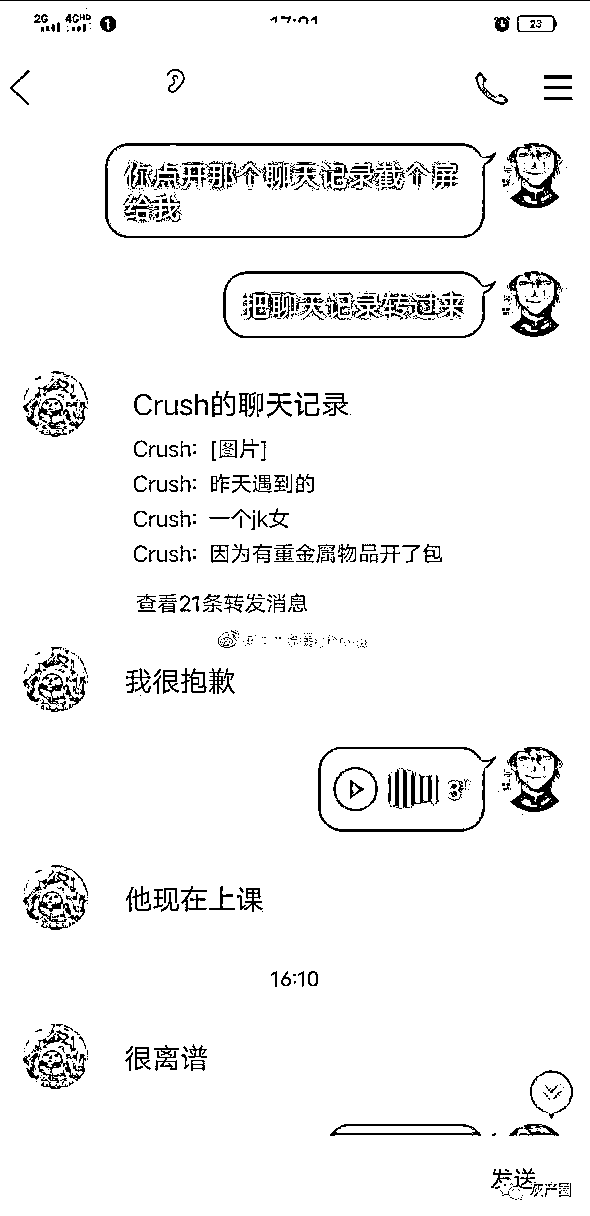 2G 4GHD 1
23
你点开那个聊天记录截个屏
给我
把聊天记录转过来
Crush的聊天记录
Crush: [图片]
Crush: 昨天遇到的
Crush: 一个jk女
Crush: 因为有重金属物品开了包
查看21条转发消息
我很抱歉
3"
他现在上课
16:10
很离谱
发送
灰产圈